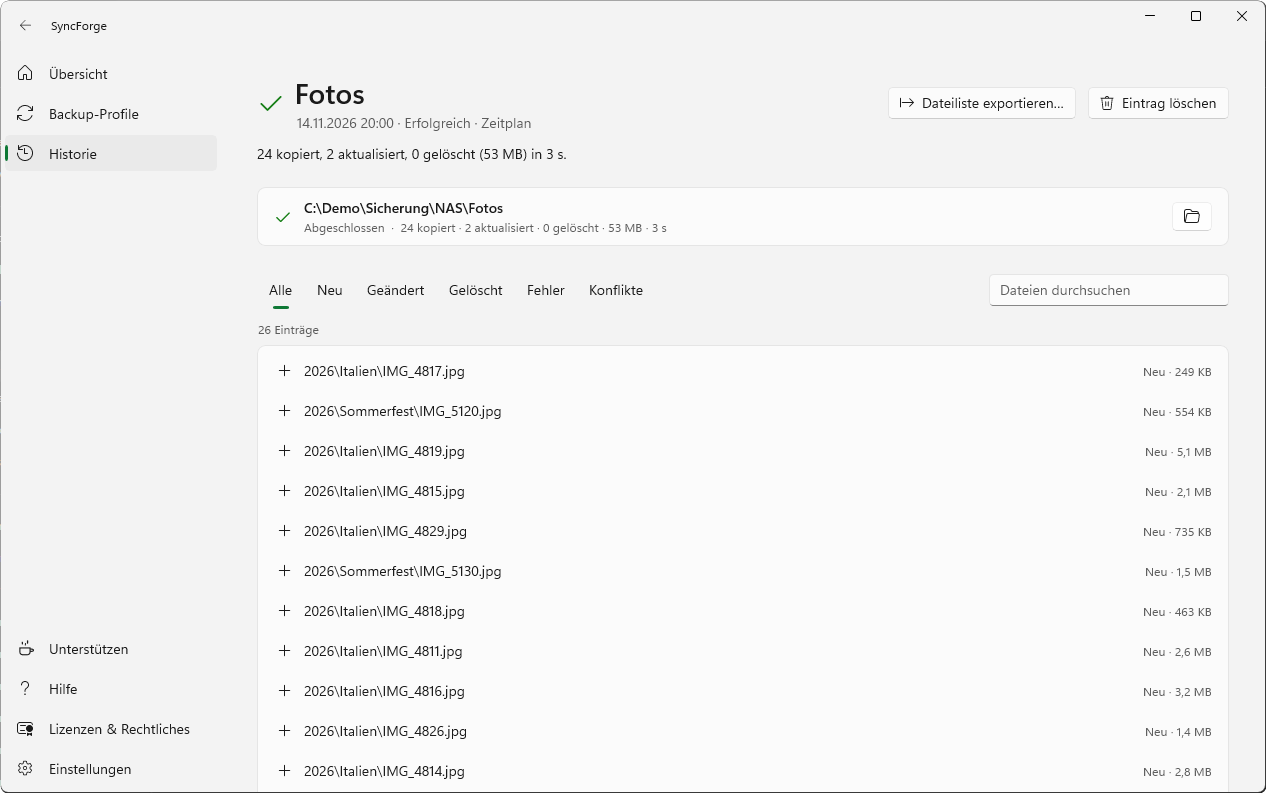 SyncForge
Übersicht
Backup-Profile
Historie
Unterstützen
Hilfe
Lizenzen & Rechtliches
Einstellungen
Fotos
14.11.2026 20:00 · Erfolgreich · Zeitplan
Dateiliste exportieren...
Eintrag löschen
24 kopiert, 2 aktualisiert, 0 gelöscht (53 MB) in 3 s.
C:\Demo\Sicherung\NAS\Fotos
Abgeschlossen · 24 kopiert · 2 aktualisiert · 0 gelöscht · 53 MB · 3 s
Alle Neu Geändert Gelöscht Fehler Konflikte
Dateien durchsuchen
26 Einträge
2026\Italien\IMG_4817.jpg Neu · 249 KB
2026\Sommerfest\IMG_5120.jpg Neu · 554 KB
2026\Italien\IMG_4819.jpg Neu · 5,1 MB
2026\Italien\IMG_4815.jpg Neu · 2,1 MB
2026\Italien\IMG_4829.jpg Neu · 735 KB
2026\Sommerfest\IMG_5130.jpg Neu · 1,5 MB
2026\Italien\IMG_4818.jpg Neu · 463 KB
2026\Italien\IMG_4811.jpg Neu · 2,6 MB
2026\Italien\IMG_4816.jpg Neu · 3,2 MB
2026\Italien\IMG_4826.jpg Neu · 1,4 MB
2026\Italien\IMG_4814.jpg Neu · 2,8 MB